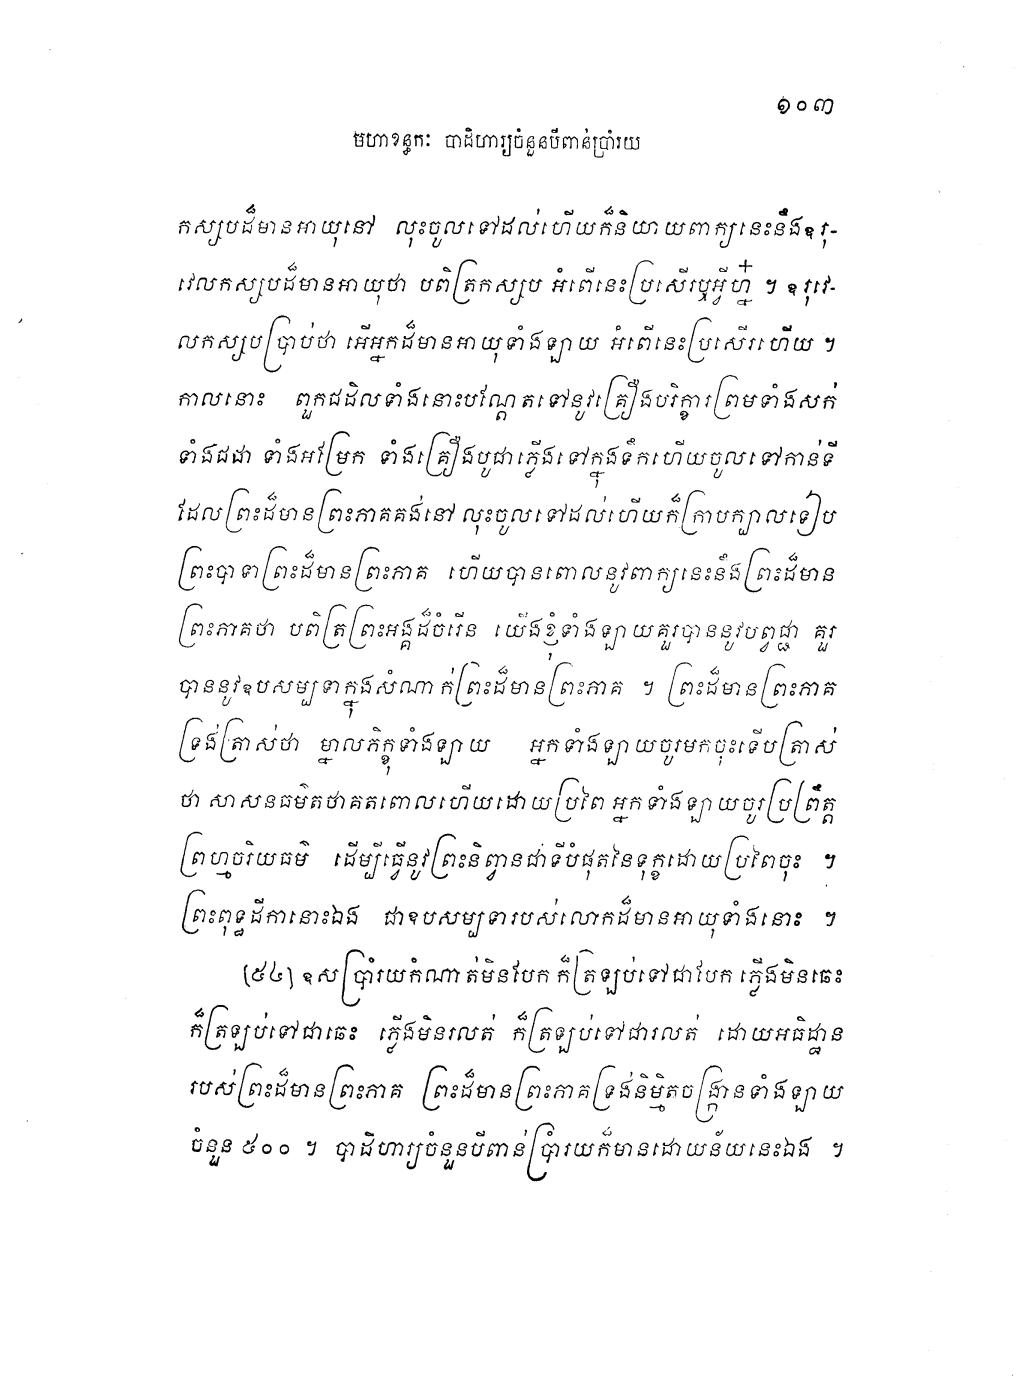 ១០៣
មហាខន្ធកៈ បាដិហារ្យចំនួនបីពាន់ប្រាំរយ
កស្សបដ៏មានអាយុនៅ លុះចូលទៅដល់ហើយក៏និយាយពាក្យនេះនឹងឧរុ-
វេលកស្សបដ៏មានអាយុថា បពិត្រកស្សប អំពើនេះប្រសើរឬអ្វីហ្ន៎ ។ ឧរុវេ-
លកស្សបប្រាប់ថា អើអ្នកដ៏មានអាយុទាំងឡាយ អំពើនេះប្រសើរហើយ ។
កាលនោះ ពួកជដិលទាំងនោះបណ្តែតទៅនូវគ្រឿងបរិក្ខារព្រមទាំងសក់
ទាំងជដា ទាំងអម្រែក ទាំងគ្រឿងបូជាភ្លើងទៅក្នុងទឹកហើយចូលទៅកាន់ទី
ដែលព្រះដ៏មានព្រះភាគគង់នៅ លុះចូលទៅដល់ហើយក៏ក្រាបក្បាលទៀប
ព្រះបាទាព្រះដ៏មានព្រះភាគ ហើយបានពោលនូវពាក្យនេះនឹងព្រះដ៏មាន
ព្រះភាគថា បពិត្រព្រះអង្គដ៏ចំរើន យើងខ្ញុំទាំងឡាយគួរបាននូវបព្វជ្ជា គួរ
បាននូវឧបសម្បទាក្នុងសំណាក់ព្រះដ៏មានព្រះភាគ ។ ព្រះដ៏មានព្រះភាគ
ទ្រង់ត្រាស់ថា ម្នាលភិក្ខុទាំងឡាយ អ្នកទាំងឡាយចូរមកចុះទើបត្រាស់
ថា សាសនធម៌តថាគតពោលហើយដោយប្រពៃ អ្នកទាំងឡាយចូរប្រព្រឹត្ត
ព្រហ្មចរិយធម៌ ដើម្បីធ្វើនូវព្រះនិព្វានជាទីបំផុតនៃទុក្ខដោយប្រពៃចុះ ។
ព្រះពុទ្ធដីកានោះឯង ជាឧបសម្បទារបស់លោកដ៏មានអាយុទាំងនោះ ។
(៥៤) ឧសប្រាំរយកំណាត់មិនបែក ក៏ត្រឡប់ទៅជាបែក ភ្លើងមិនឆេះ
ក៏ត្រឡប់ទៅជាឆេះ ភ្លើងមិនរលត់ ក៏ត្រឡប់ទៅជារលត់ ដោយអធិដ្ឋាន
របស់ព្រះដ៏មានព្រះភាគ ព្រះដ៏មានព្រះភាគទ្រង់និម្មិតចង្ក្រានទាំងឡាយ
ចំនួន ៥០០ ។ បាដិហារ្យចំនួនបីពាន់ប្រាំរយក៏មានដោយន័យនេះឯង ។